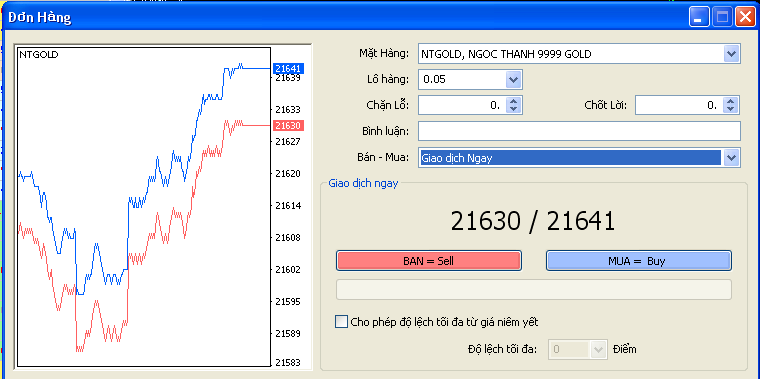 Đơn Hàng
NTGOLD
21641
21639
21633
21630
21627
21620
21614
21608
21602
21595
21589
21583
Mặt Hàng: NTGOLD, NGOC THANH 9999 GOLD
Lô hàng: 0.05
Chặn Lỗ: 0. Chốt Lời: 0.
Bình luận:
Bán - Mua: Giao dịch Ngay
Giao dịch ngay
21630 / 21641
BAN = Sell MUA = Buy
Cho phép độ lệch tối đa từ giá niêm yết
Độ lệch tối đa: 0 Điểm